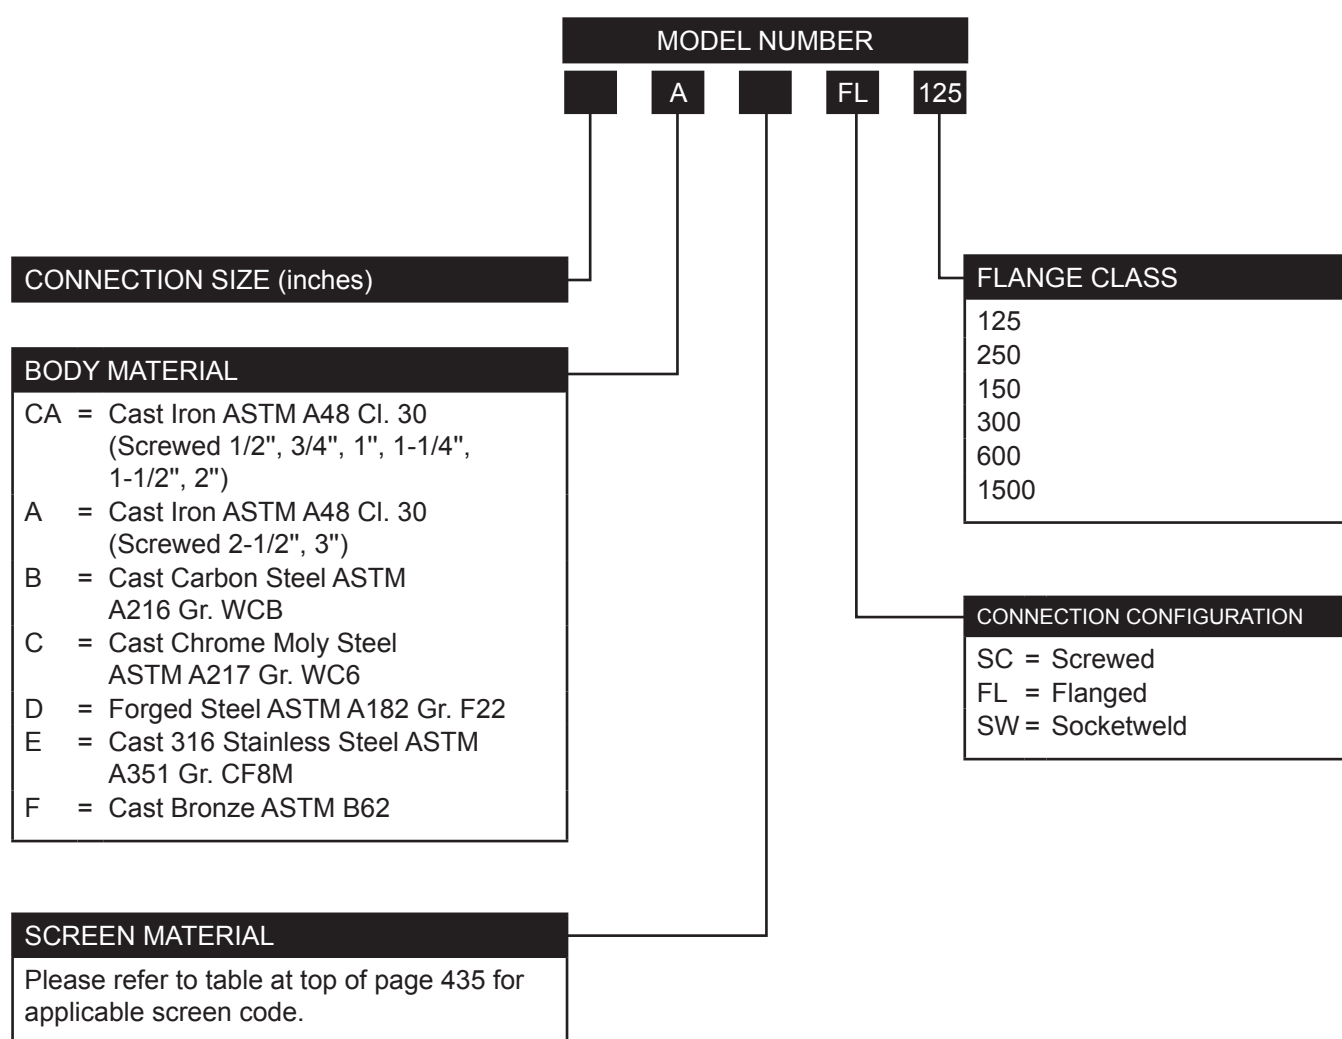 MODEL NUMBER
A FL 125
CONNECTION SIZE (inches)
BODY MATERIAL
CA = Cast Iron ASTM A48 Cl. 30
(Screwed 1/2", 3/4", 1", 1-1/4",
1-1/2", 2")
A = Cast Iron ASTM A48 Cl. 30
(Screwed 2-1/2", 3")
B = Cast Carbon Steel ASTM
A216 Gr. WCB
C = Cast Chrome Moly Steel
ASTM A217 Gr. WC6
D = Forged Steel ASTM A182 Gr. F22
E = Cast 316 Stainless Steel ASTM
A351 Gr. CF8M
F = Cast Bronze ASTM B62
SCREEN MATERIAL
Please refer to table at top of page 435 for
applicable screen code.
FLANGE CLASS
125
250
150
300
600
1500
CONNECTION CONFIGURATION
SC = Screwed
FL = Flanged
SW = Socketweld